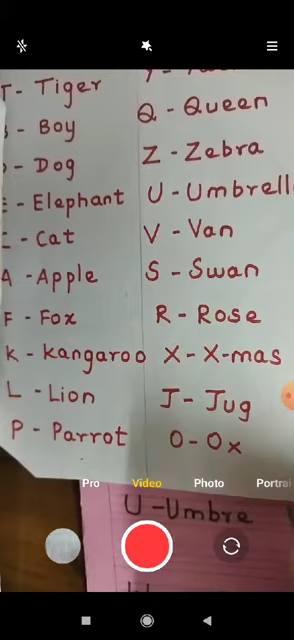 T - Tiger
Boy
Dog
Elephant
Cat
A - Apple
F - Fox
K - Kangaroo
L - Lion
P - Parrot
Q - Queen
Z - Zebra
U - Umbrell
V - Van
S - Swan
R - Rose
X - X-mas
J - Jug
O - Ox
Pro Video Photo Portrai
U - Umbre